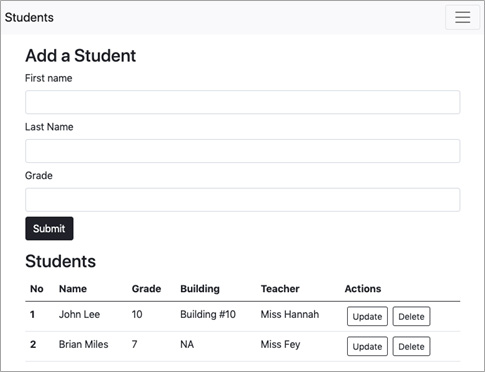 Students
Add a Student
First name
Last Name
Grade
Submit
Students
No Name Grade Building Teacher Actions
1 John Lee 10 Building #10 Miss Hannah Update Delete
2 Brian Miles 7 NA Miss Fey Update Delete